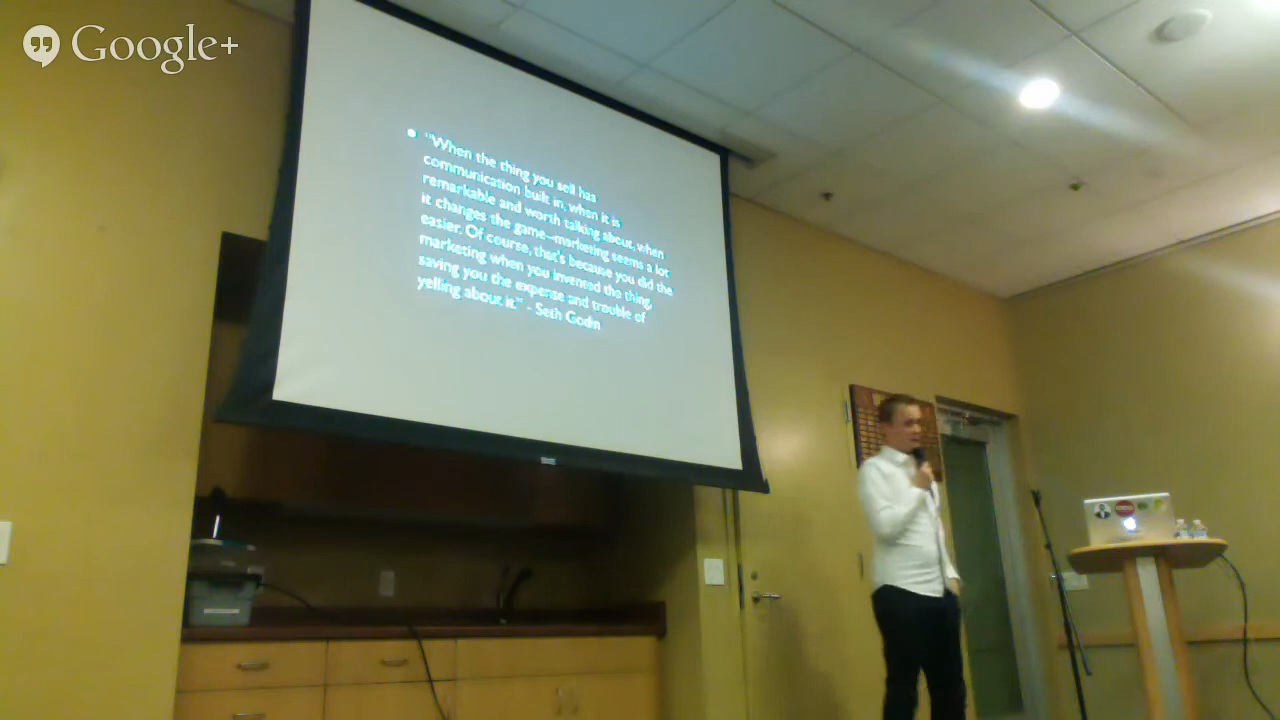 Google+
• "When the thing you sell has
communication built in, when it is
remarkable and worth talking about, when
it changes the game--marketing seems a lot
easier. Of course, that's because you did the
marketing when you invented the thing,
saving you the expense and trouble of
yelling about it." - Seth Godin